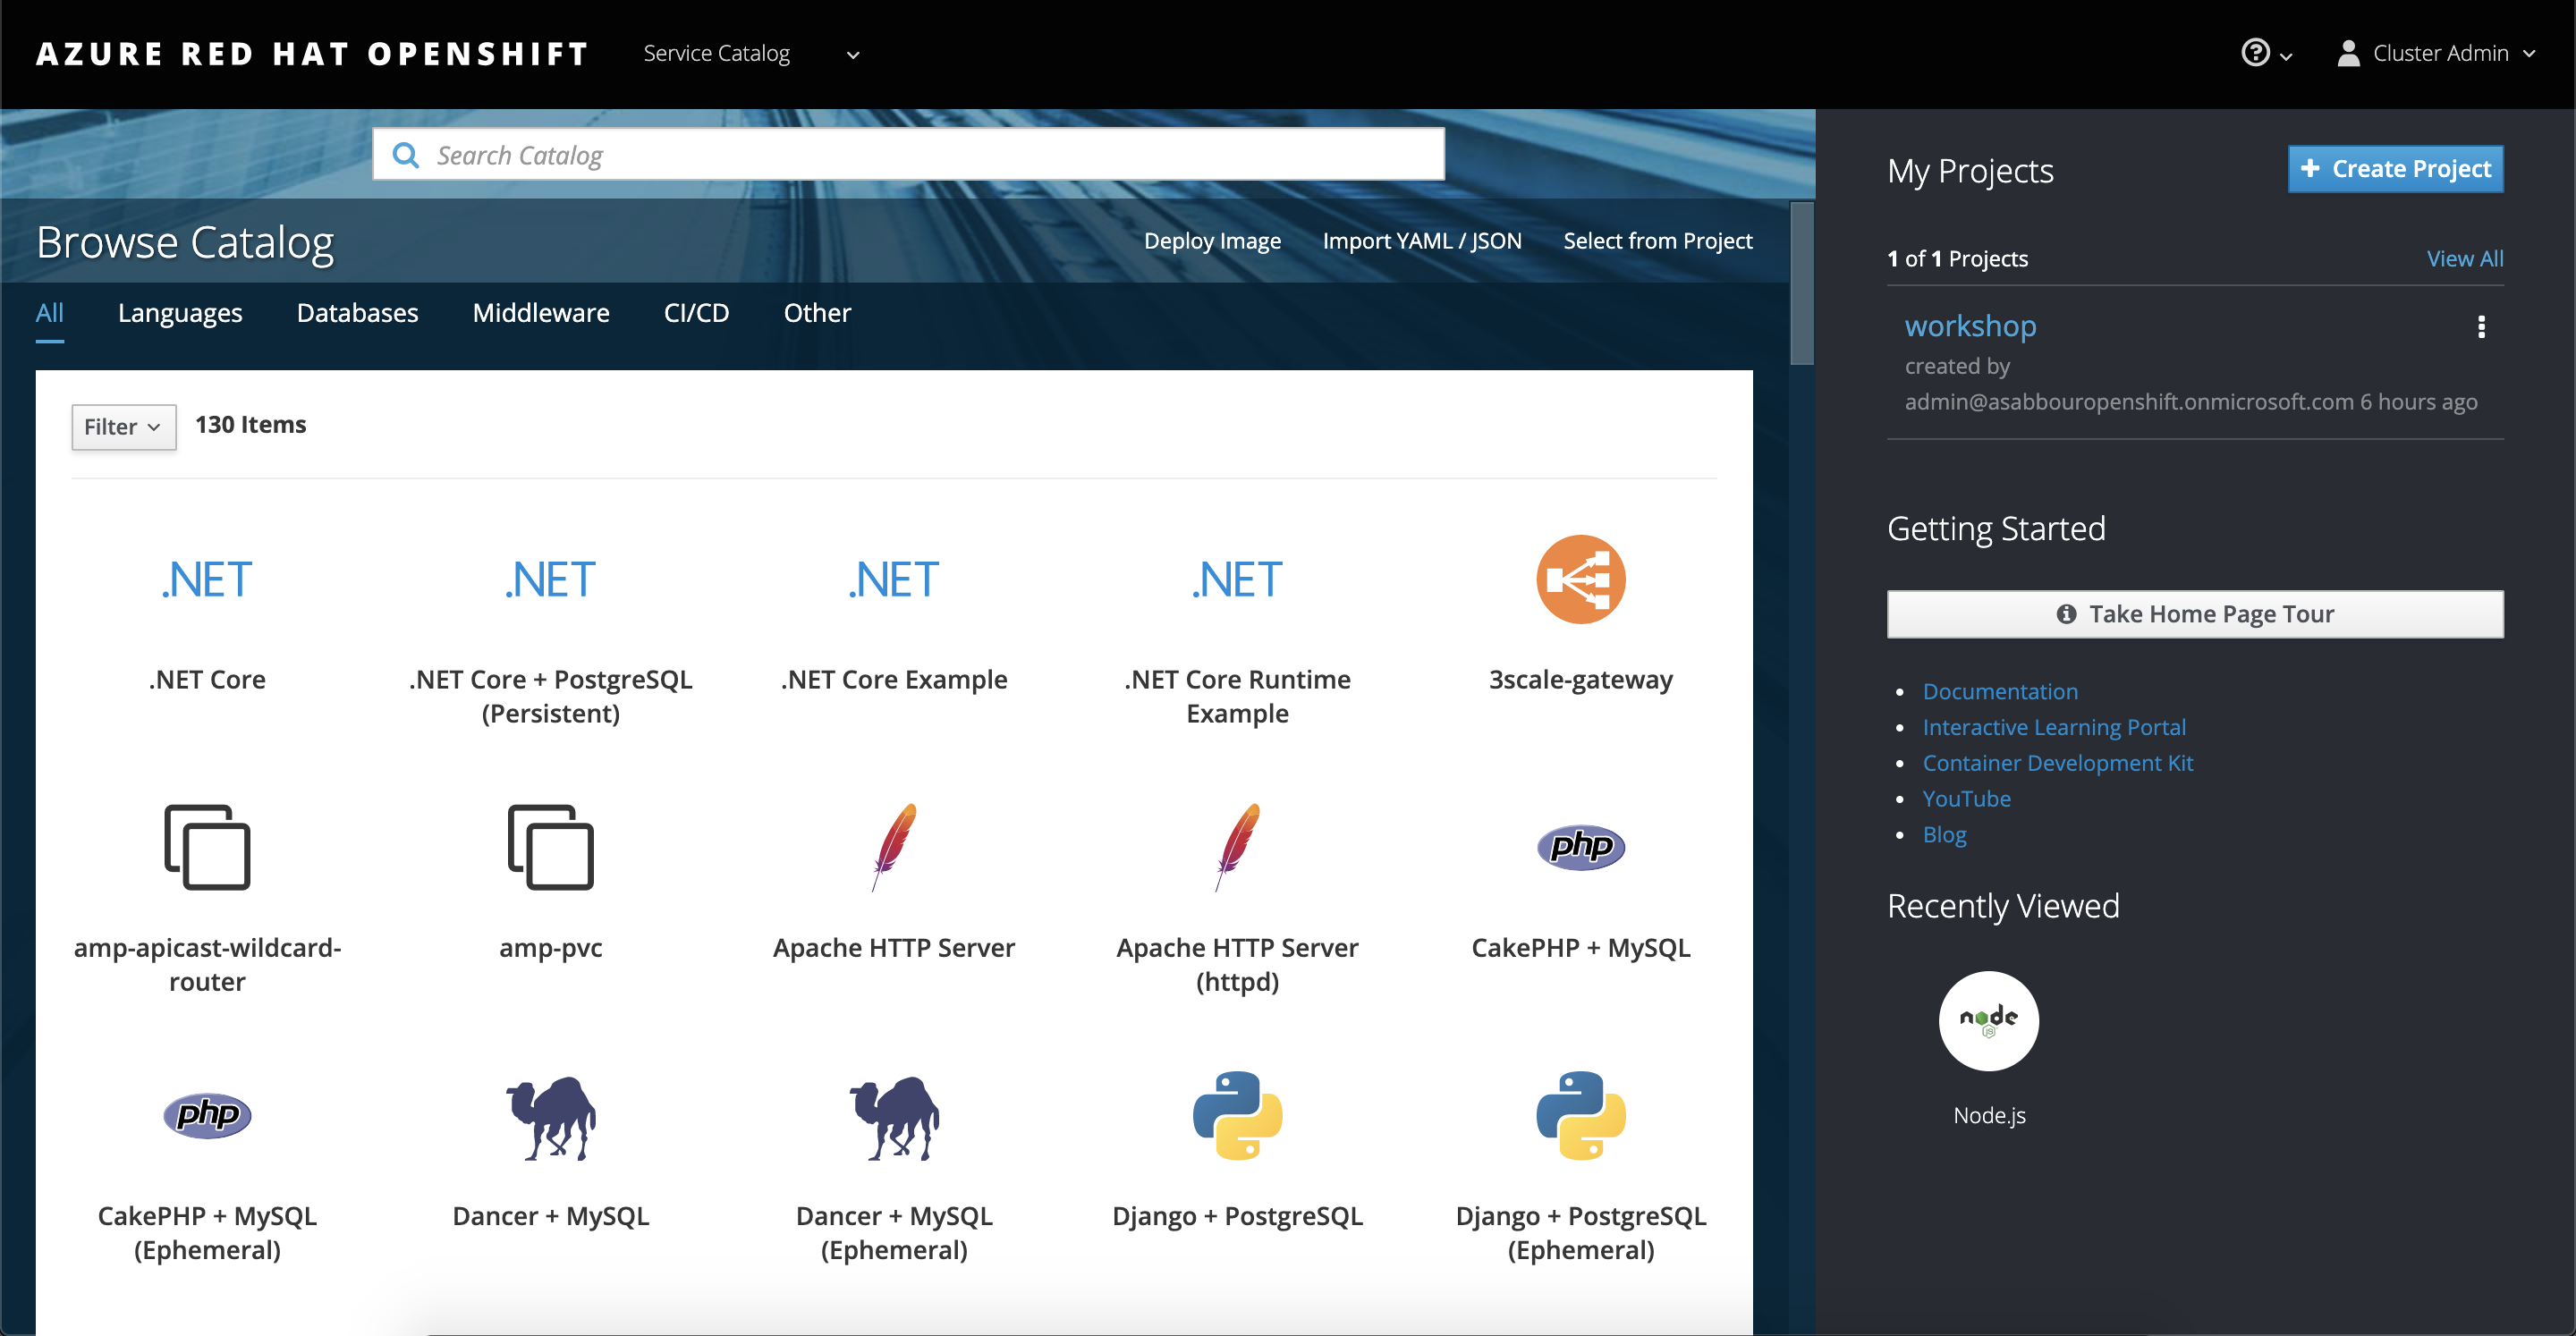 AZURE RED HAT OPENSHIFT
Service Catalog
Cluster Admin
Search Catalog
Browse Catalog
Deploy Image
Import YAML / JSON
Select from Project
All
Languages
Databases
Middleware
CI/CD
Other
Filter
130 Items
.NET
.NET
.NET
.NET
.NET Core
.NET Core + PostgreSQL
(Persistent)
.NET Core Example
.NET Core Runtime
Example
3scale-gateway
php
amp-apicast-wildcard-
router
amp-pvc
Apache HTTP Server
Apache HTTP Server
(httpd)
CakePHP + MySQL
php
CakePHP + MySQL
(Ephemeral)
Dancer + MySQL
Dancer + MySQL
(Ephemeral)
Django + PostgreSQL
Django + PostgreSQL
(Ephemeral)
My Projects
Create Project
1 of 1 Projects
View All
workshop
created by
admin@asabbouropenshift.onmicrosoft.com 6 hours ago
Getting Started
Take Home Page Tour
Documentation
Interactive Learning Portal
Container Development Kit
YouTube
Blog
Recently Viewed
node
JS
Node.js